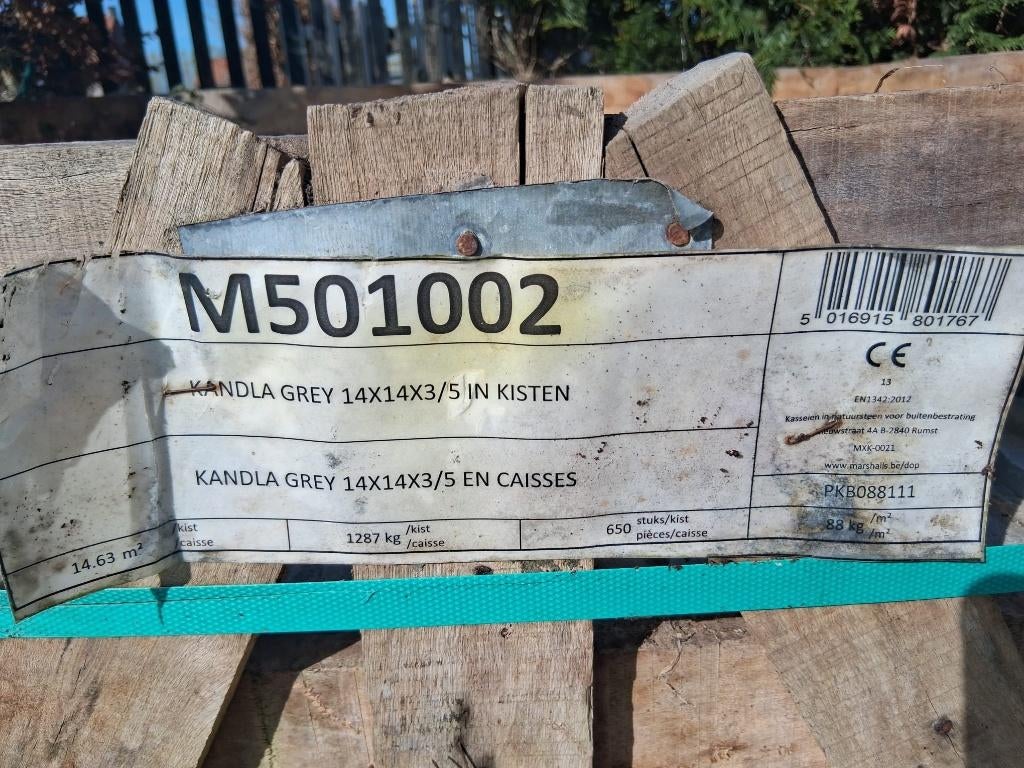 M501002
KANDLA GREY 14X14X3/5 IN KISTEN
KANDLA GREY 14X14X3/5 EN CAISSES
14.63 m² /kist /caisse
1287 kg /kist /caisse
650 stuks/kist pièces/caisse
5 016915 801767
CE
13
EN1342:2012
Kasseien in natuursteen voor buitenbestrating
4A B-2840 Rumst
MXK-0021
www.marshalls.be/dop
PKB088111
88 kg /m² /m²